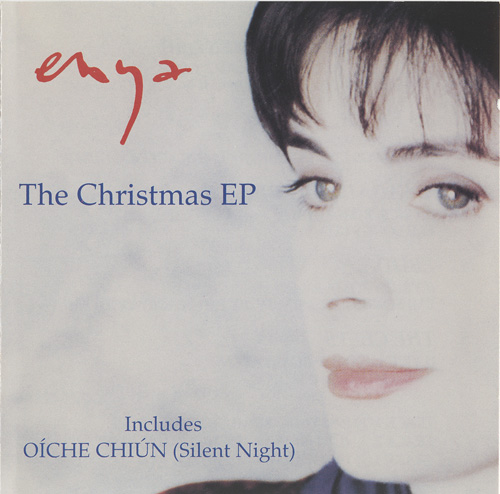 enya
The Christmas EP
Includes
OÍCHE CHIÚN (Silent Night)